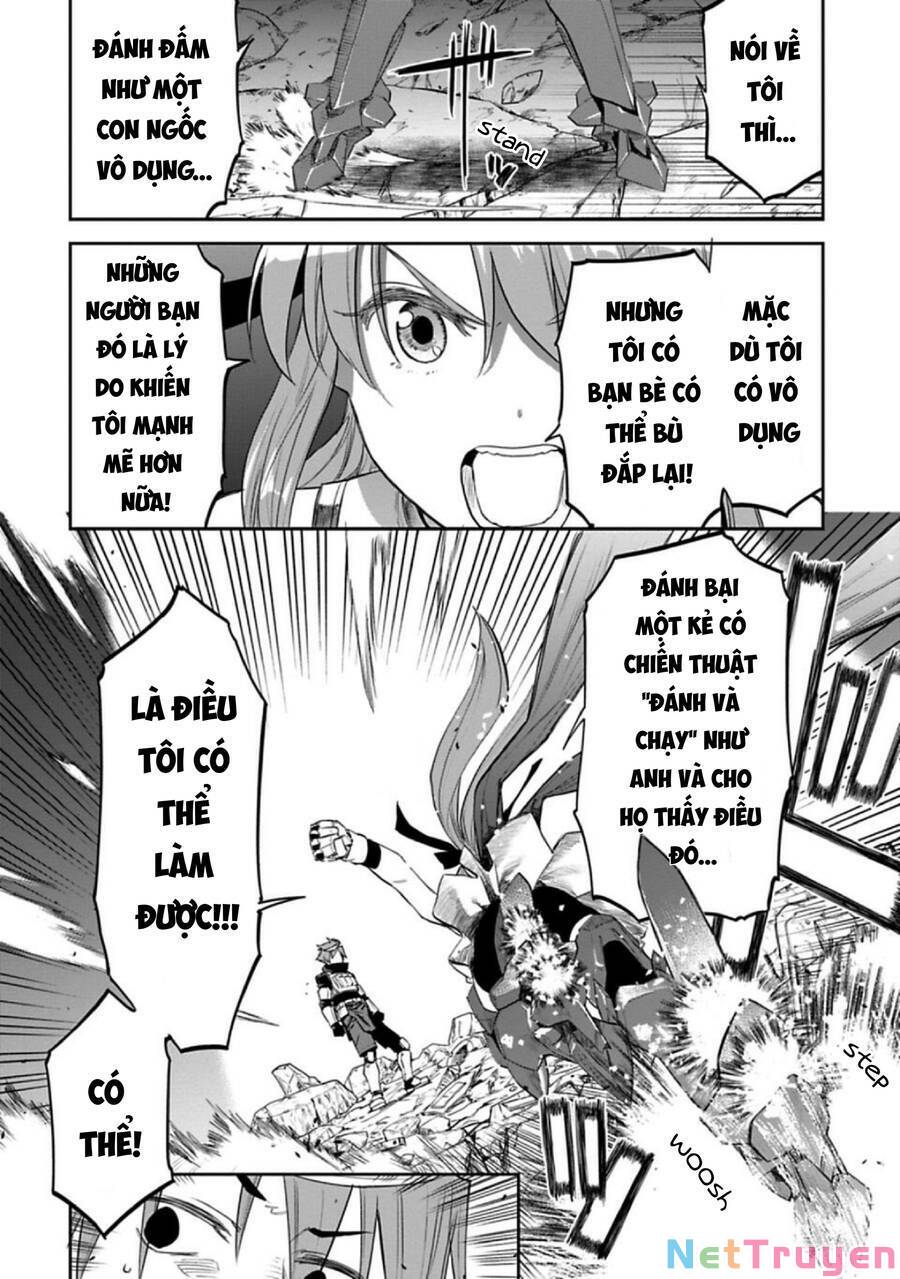 NÓI VỀ
TÔI
THÌ...
ĐÁNH ĐẤM
NHƯ MỘT
CON NGỐC
VÔ DỤNG...
stand
MẶC
DÙ TÔI
CÓ VÔ
DỤNG
NHƯNG
TÔI CÓ
BẠN BÈ CÓ
THỂ BÙ
ĐẮP LẠI!
NHỮNG
NGƯỜI BẠN
ĐÓ LÀ LÝ
DO KHIẾN
TÔI MẠNH
MẼ HƠN
NỮA!
ĐÁNH BẠI
MỘT KẺ CÓ
CHIẾN THUẬT
"ĐÁNH VÀ
CHẠY" NHƯ
ANH VÀ CHO
HỌ THẤY ĐIỀU
ĐÓ...
LÀ ĐIỀU
TÔI CÓ
THỂ
LÀM
ĐƯỢC!!!
step
woosh
CÓ
THỂ!
NetTruyen